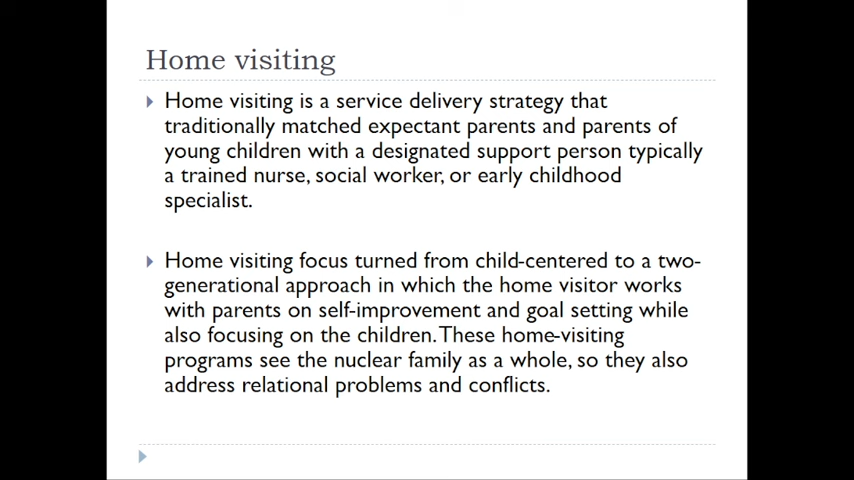 Home visiting
Home visiting is a service delivery strategy that
traditionally matched expectant parents and parents of
young children with a designated support person typically
a trained nurse, social worker, or early childhood
specialist.
Home visiting focus turned from child-centered to a two-
generational approach in which the home visitor works
with parents on self-improvement and goal setting while
also focusing on the children. These home-visiting
programs see the nuclear family as a whole, so they also
address relational problems and conflicts.